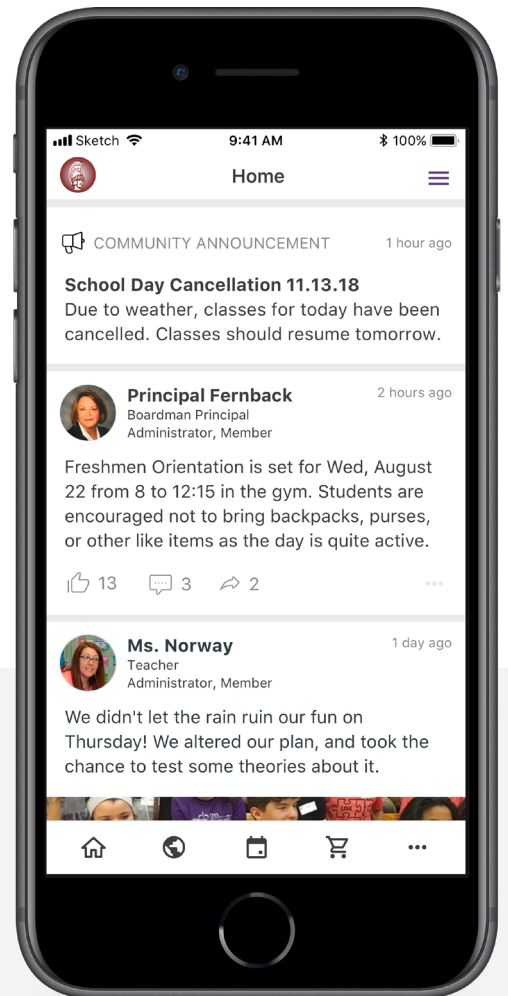 Sketch 9:41 AM 100%
Home
COMMUNITY ANNOUNCEMENT 1 hour ago
School Day Cancellation 11.13.18
Due to weather, classes for today have been
cancelled. Classes should resume tomorrow.
Principal Fernback 2 hours ago
Boardman Principal
Administrator, Member
Freshmen Orientation is set for Wed, August
22 from 8 to 12:15 in the gym. Students are
encouraged not to bring backpacks, purses,
or other like items as the day is quite active.
13 3 2
Ms. Norway 1 day ago
Teacher
Administrator, Member
We didn't let the rain ruin our fun on
Thursday! We altered our plan, and took the
chance to test some theories about it.